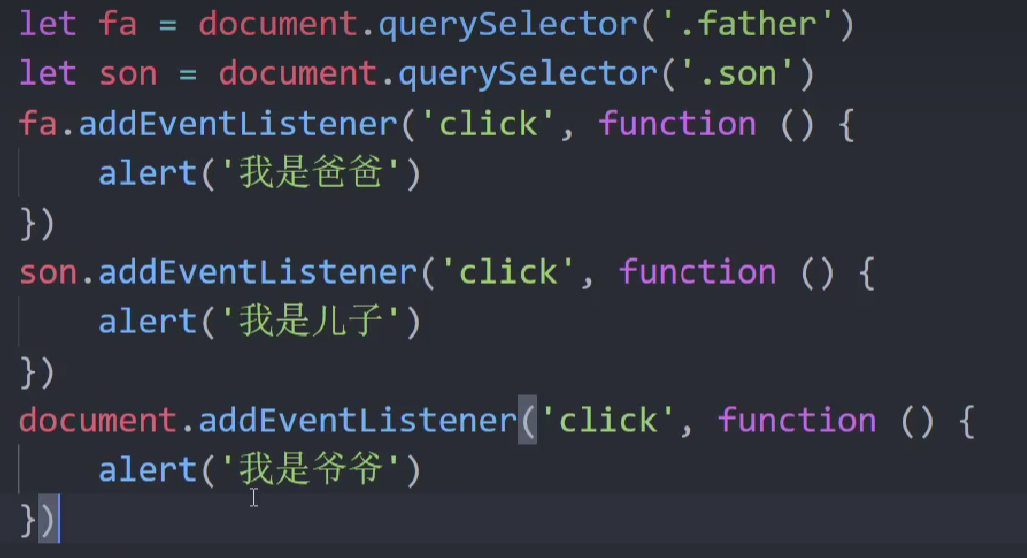 let fa = document.querySelector('.father')
let son = document.querySelector('.son')
fa.addEventListener('click', function () {
    alert('我是爸爸')
})
son.addEventListener('click', function () {
    alert('我是儿子')
})
document.addEventListener('click', function () {
    alert('我是爷爷')
})